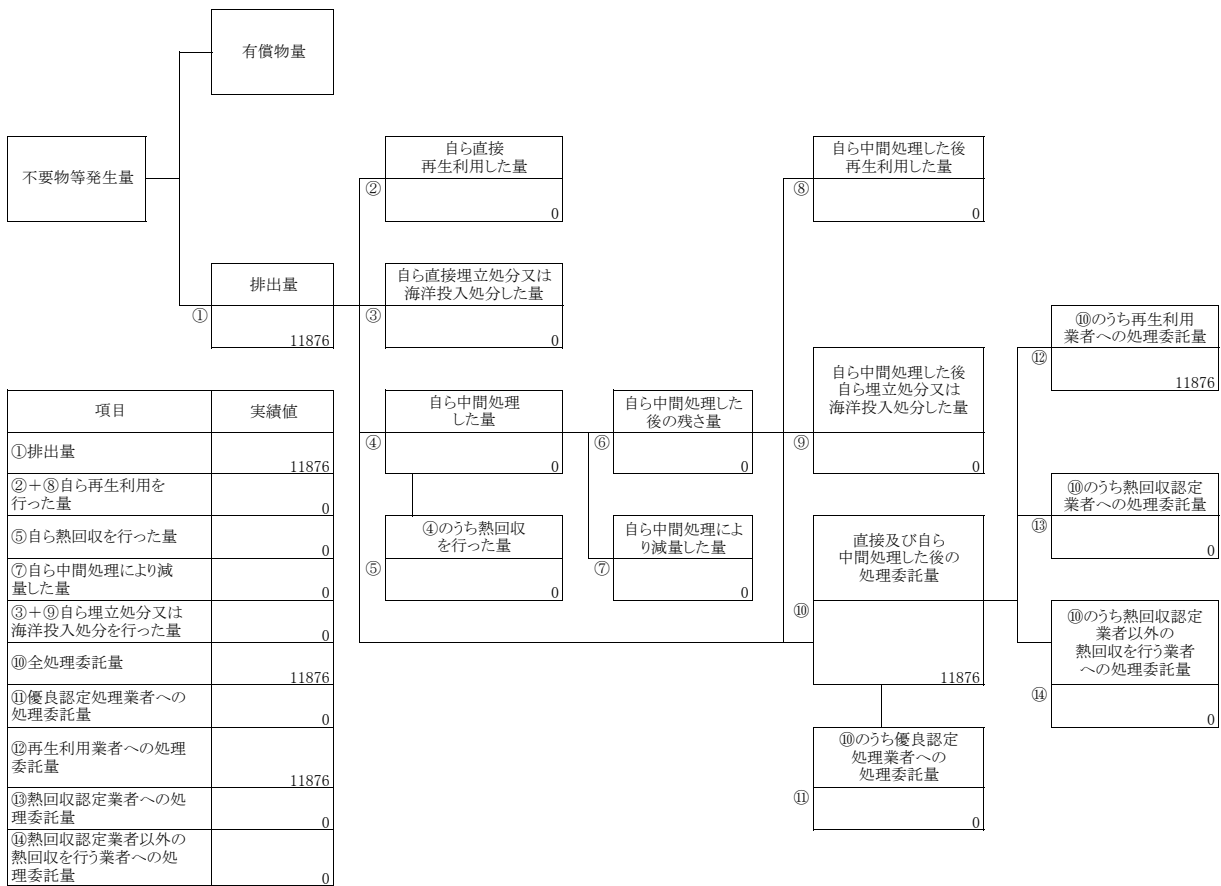 有償物量
不要物等発生量
自ら直接
再生利用した量
②
0
自ら中間処理した後
再生利用した量
⑧
0
排出量
①
11876
自ら直接埋立処分又は
海洋投入処分した量
③
0
⑩のうち再生利用
業者への処理委託量
⑫
11876
自ら中間処理
した量
④
0
自ら中間処理した
後の残さ量
⑥
0
自ら中間処理した後
自ら埋立処分又は
海洋投入処分した量
⑨
0
⑩のうち熱回収認定
業者への処理委託量
⑬
0
④のうち熱回収
を行った量
⑤
0
自ら中間処理によ
り減量した量
⑦
0
直接及び自ら
中間処理した後の
処理委託量
⑩
11876
⑩のうち熱回収認定
業者以外の
熱回収を行う業者
への処理委託量
⑭
0
⑩のうち優良認定
処理業者への
処理委託量
⑪
0
項目 実績値
①排出量
11876
②+⑧自ら再生利用を
行った量
0
⑤自ら熱回収を行った量
0
⑦自ら中間処理により減
量した量
0
③+⑨自ら埋立処分又は
海洋投入処分を行った量
0
⑩全処理委託量
11876
⑪優良認定処理業者への
処理委託量
0
⑫再生利用業者への処理
委託量
11876
⑬熱回収認定業者への処
理委託量
0
⑭熱回収認定業者以外の
熱回収を行う業者への処
理委託量
0